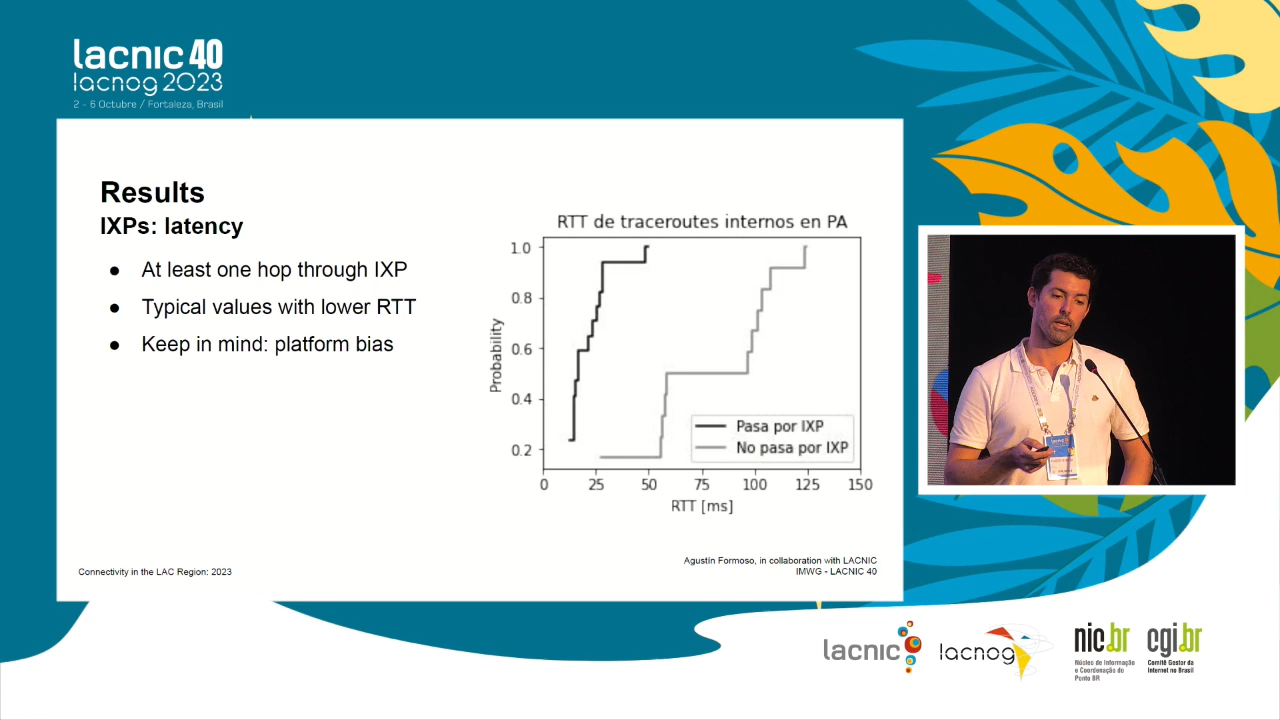 lacnic 40
lacnog 2023
2 - 6 Octubre / Fortaleza, Brasil
Results
IXPs: latency
● At least one hop through IXP
● Typical values with lower RTT
● Keep in mind: platform bias
RTT de traceroutes internos en PA
Probability
1.0
0.8
0.6
0.4
0.2
Pasa por IXP
No pasa por IXP
0 25 50 75 100 125 150
RTT [ms]
Connectivity in the LAC Region: 2023
Agustín Formoso, in collaboration with LACNIC
IMWG - LACNIC 40
lacnic
lacnog
nic.br
Núcleo de Informação
e Coordenação do
Ponto BR
cgi.br
Comitê Gestor da
Internet no Brasil